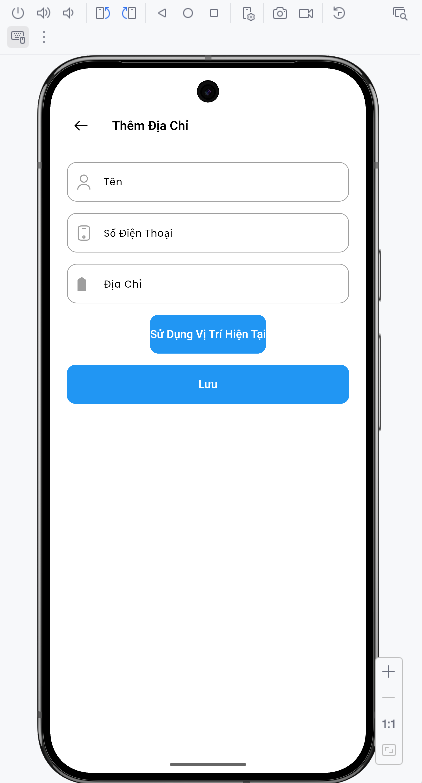 Thêm Địa Chỉ
Tên
Số Điện Thoại
Địa Chỉ
Sử Dụng Vị Trí Hiện Tại
Lưu
1:1